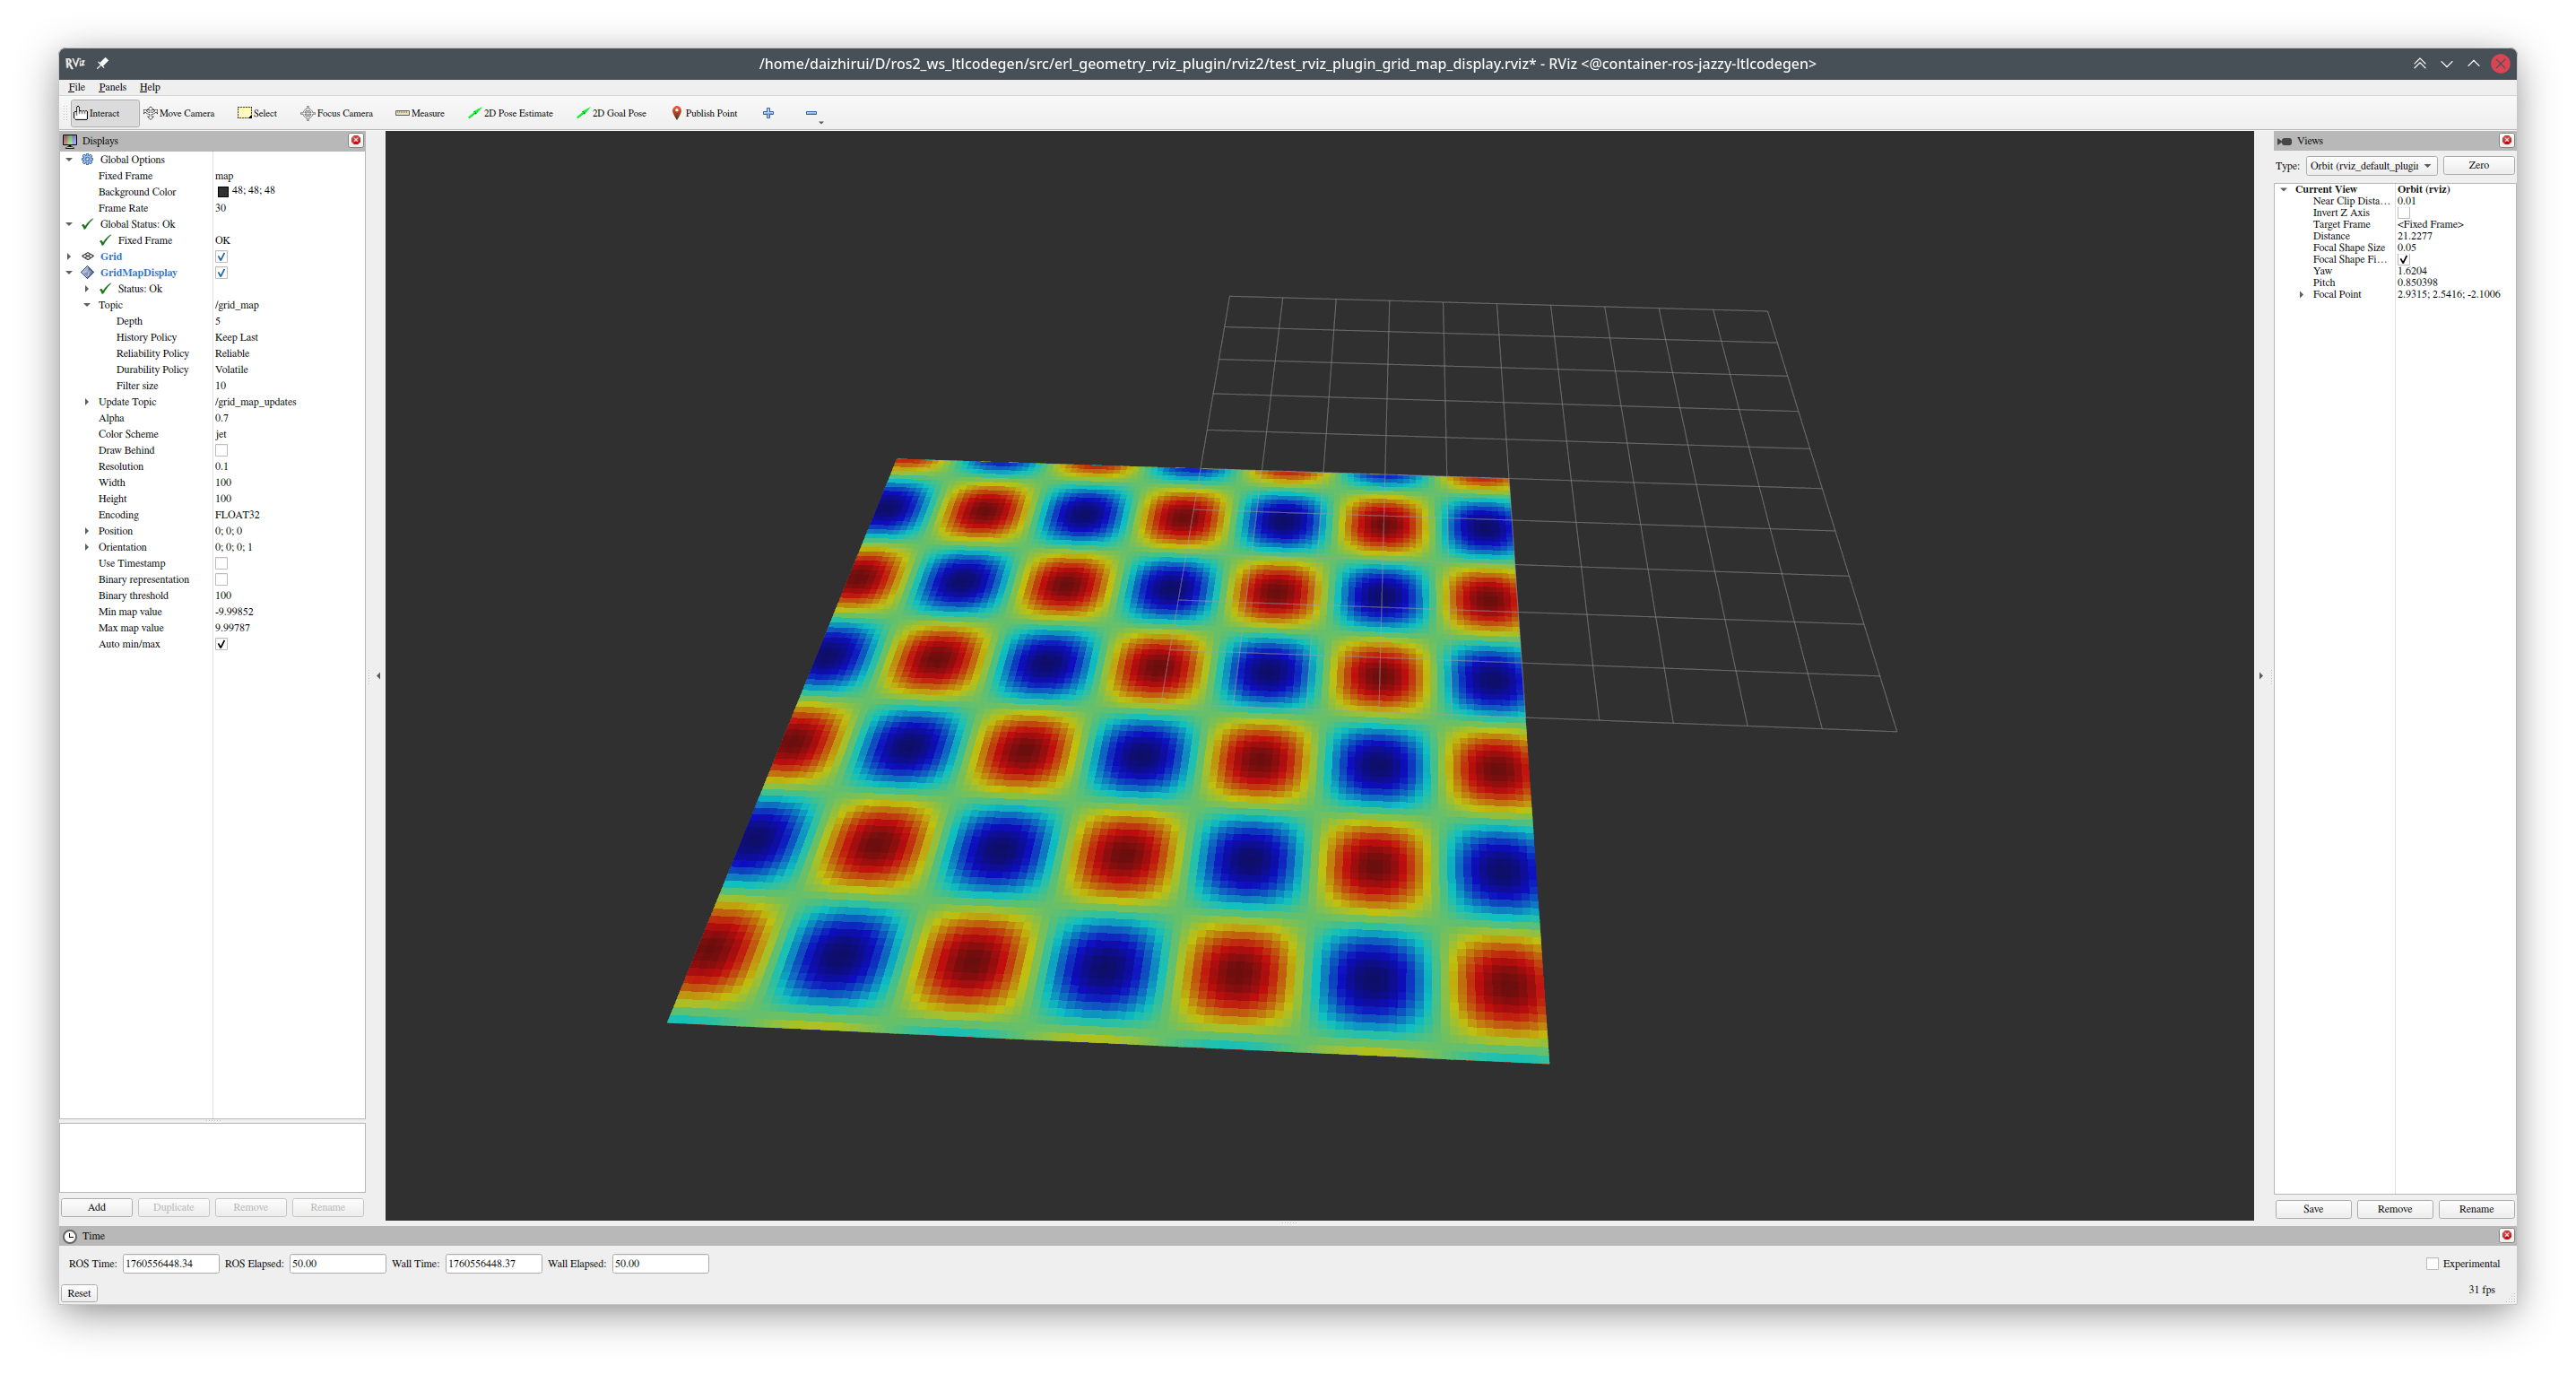 RViz /home/daizhirui/D/ros2_ws_ltlcodegen/src/erl_geometry_rviz_plugin/rviz2/test_rviz_plugin_grid_map_display.rviz* - RViz <@container-ros-jazzy-ltlcodegen>
File Panels Help
Interact Move Camera Select Focus Camera Measure 2D Pose Estimate 2D Goal Pose Publish Point
Displays
Global Options
Fixed Frame map
Background Color 48; 48; 48
Frame Rate 30
Global Status: Ok
Fixed Frame OK
Grid
GridMapDisplay
Status: Ok
Topic /grid_map
Depth 5
History Policy Keep Last
Reliability Policy Reliable
Durability Policy Volatile
Filter size 10
Update Topic /grid_map_updates
Alpha 0.7
Color Scheme jet
Draw Behind
Resolution 0.1
Width 100
Height 100
Encoding FLOAT32
Position 0; 0; 0
Orientation 0; 0; 0; 1
Use Timestamp
Binary representation
Binary threshold 100
Min map value -9.99852
Max map value 9.99787
Auto min/max
Add Duplicate Remove Rename
Views
Type: Orbit (rviz_default_plugin Zero
Current View Orbit (rviz)
Near Clip Dista... 0.01
Invert Z Axis
Target Frame <Fixed Frame>
Distance 21.2277
Focal Shape Size 0.05
Focal Shape Fi...
Yaw 1.6204
Pitch 0.850398
Focal Point 2.9315; 2.5416; -2.1006
Save Remove Rename
Time
ROS Time: 1760556448.34 ROS Elapsed: 50.00 Wall Time: 1760556448.37 Wall Elapsed: 50.00 Experimental
Reset 31 fps